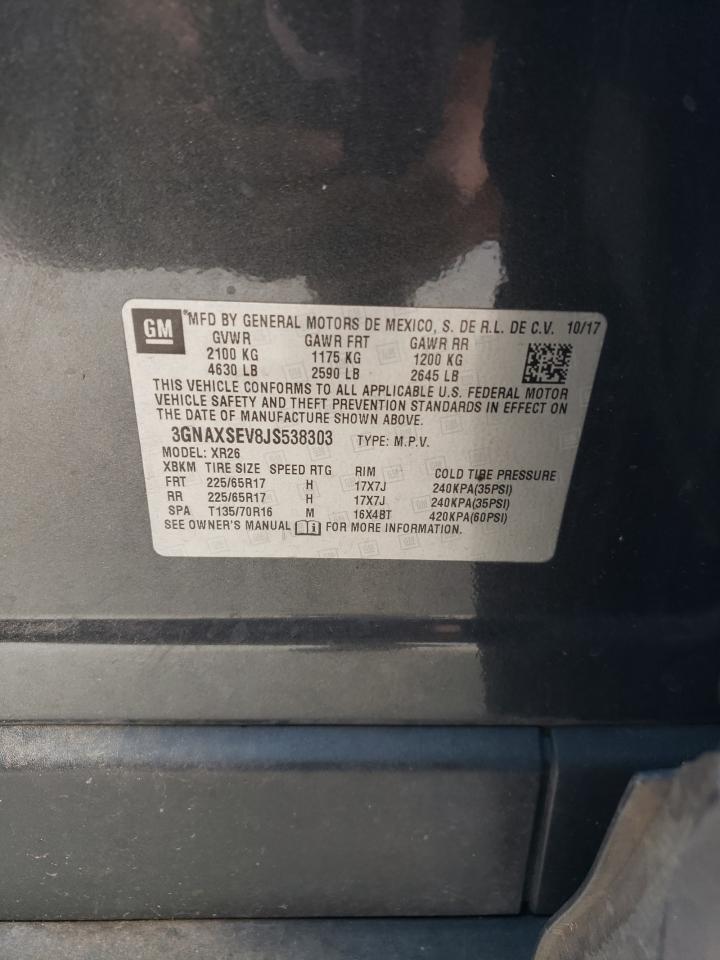 GM ®MFD BY GENERAL MOTORS DE MEXICO, S. DE R.L. DE C.V. 10/17
GVWR GAWR FRT GAWR RR
2100 KG 1175 KG 1200 KG
4630 LB 2590 LB 2645 LB
THIS VEHICLE CONFORMS TO ALL APPLICABLE U.S. FEDERAL MOTOR
VEHICLE SAFETY AND THEFT PREVENTION STANDARDS IN EFFECT ON
THE DATE OF MANUFACTURE SHOWN ABOVE.
3GNAXSEV8JS538303 TYPE: M.P.V.
MODEL: XR26
XBKM TIRE SIZE SPEED RTG RIM COLD TIRE PRESSURE
FRT 225/65R17 H 17X7J 240KPA(35PSI)
RR 225/65R17 H 17X7J 240KPA(35PSI)
SPA T135/70R16 M 16X4BT 420KPA(60PSI)
SEE OWNER'S MANUAL FOR MORE INFORMATION.